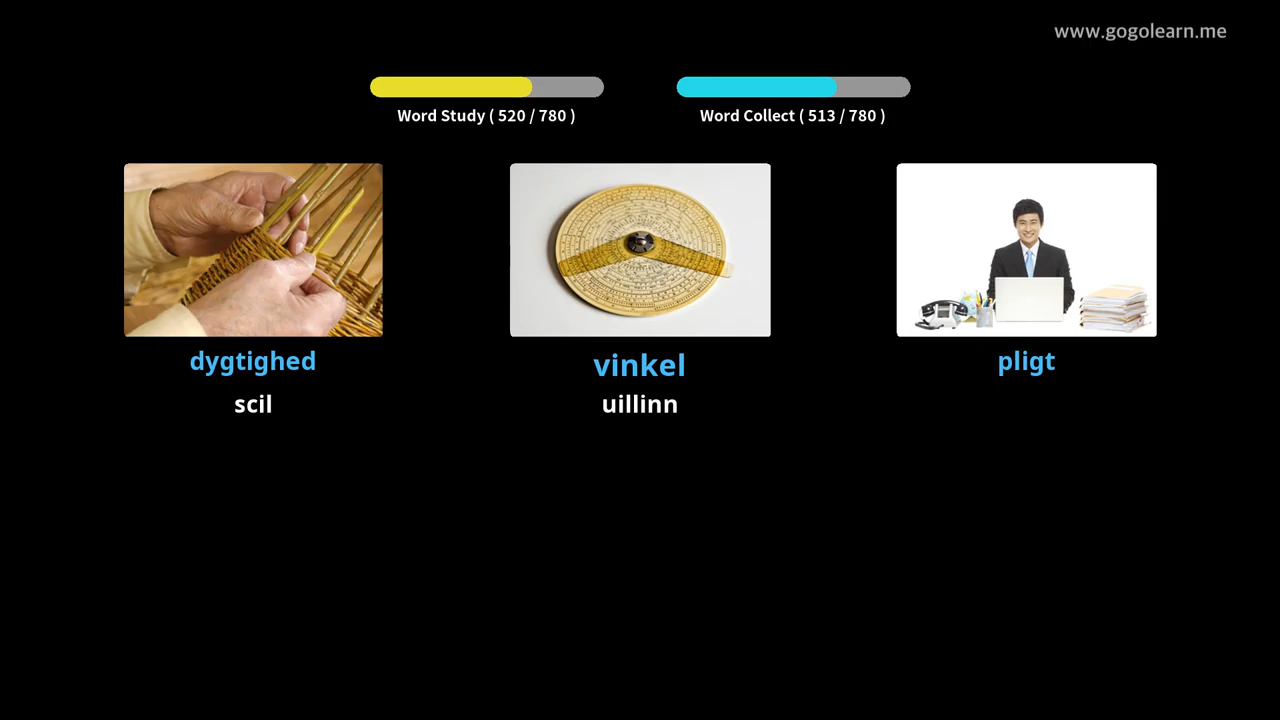 www.gogolearn.me
Word Study ( 520 / 780 )
Word Collect ( 513 / 780 )
dygtighed
vinkel
pligt
scil
uillinn